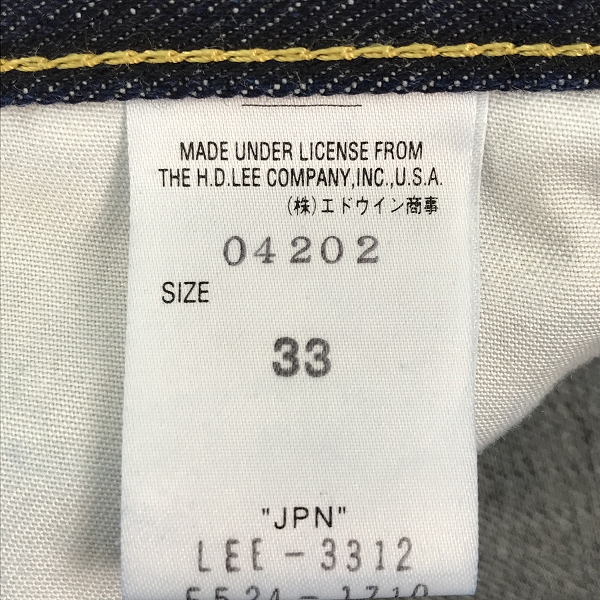 MADE UNDER LICENSE FROM
THE H.D.LEE COMPANY,INC.,U.S.A.
(株)エドウイン商事
04202
SIZE
33
"JPN"
LEE-3312